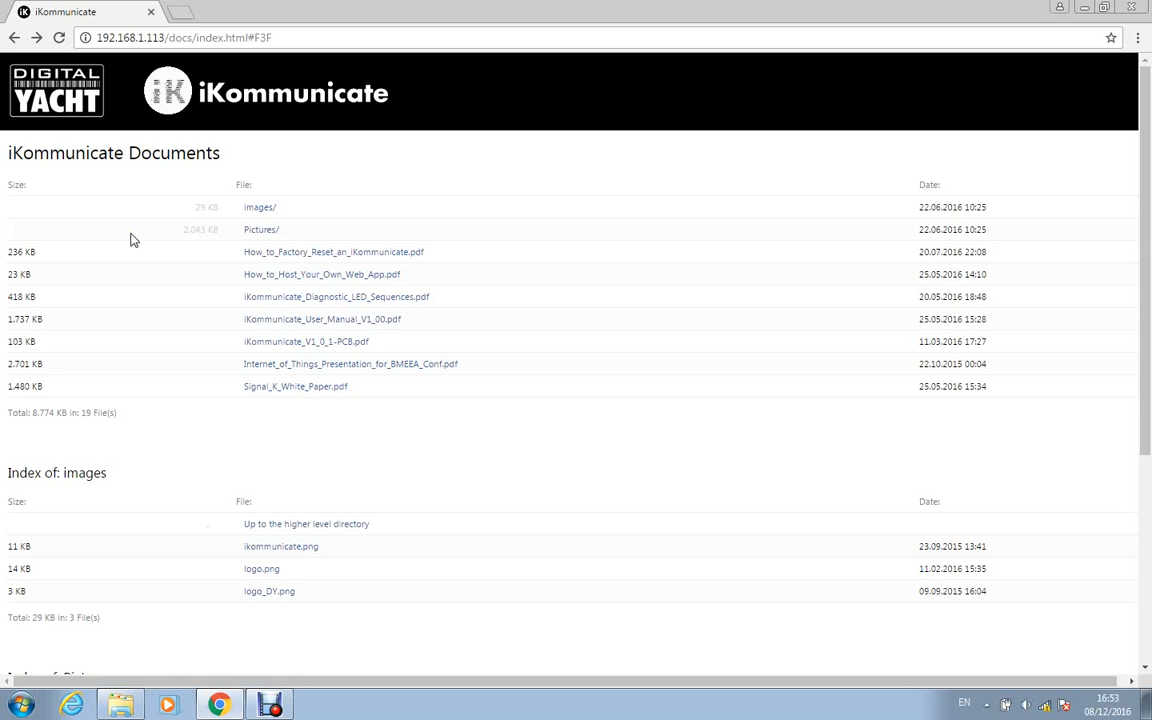 iKommunicate
192.168.1.113/docs/index.html#F3F
DIGITAL
YACHT
iK iKommunicate
iKommunicate Documents
Size: File: Date:
29 KB images/ 22.06.2016 10:25
2.043 KB Pictures/ 22.06.2016 10:25
236 KB How_to_Factory_Reset_an_iKommunicate.pdf 20.07.2016 22:08
23 KB How_to_Host_Your_Own_Web_App.pdf 25.05.2016 14:10
418 KB iKommunicate_Diagnostic_LED_Sequences.pdf 20.05.2016 18:48
1.737 KB iKommunicate_User_Manual_V1_00.pdf 25.05.2016 15:28
103 KB iKommunicate_V1_0_1-PCB.pdf 11.03.2016 17:27
2.701 KB Internet_of_Things_Presentation_for_BMEEA_Conf.pdf 22.10.2015 00:04
1.480 KB Signal_K_White_Paper.pdf 25.05.2016 15:34
Total: 8.774 KB in: 19 File(s)
Index of: images
Size: File: Date:
.. Up to the higher level directory
11 KB ikommunicate.png 23.09.2015 13:41
14 KB logo.png 11.02.2016 15:35
3 KB logo_DY.png 09.09.2015 16:04
Total: 29 KB in: 3 File(s)
EN 16:53
08/12/2016